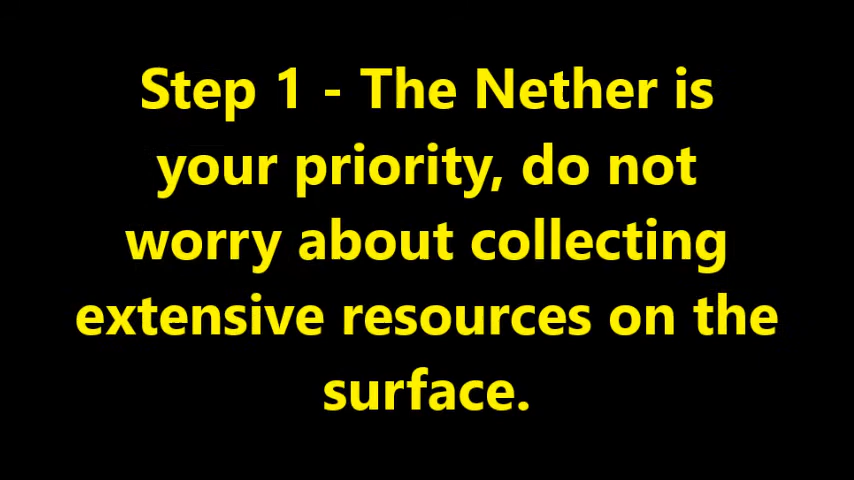 Step 1 - The Nether is
your priority, do not
worry about collecting
extensive resources on the
surface.